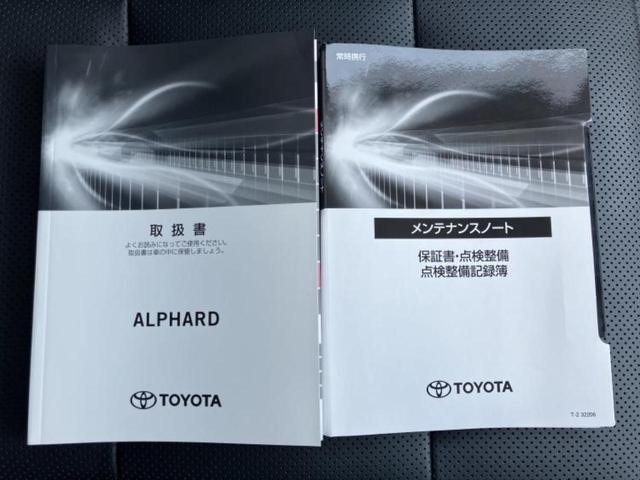 取扱書
よくお読みになってご使用ください。
取扱書は車の中に保管しましょう。
ALPHARD
TOYOTA
常時携行
メンテナンスノート
保証書・点検整備
点検整備記録簿
TOYOTA
T-2 32206